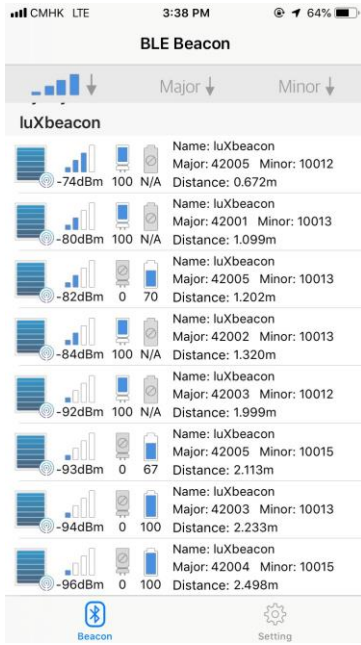 CMHK LTE 3:38 PM 64%
BLE Beacon
Major Minor
luXbeacon
Name: luXbeacon
Major: 42005 Minor: 10012
-74dBm 100 N/A Distance: 0.672m
Name: luXbeacon
Major: 42001 Minor: 10013
-80dBm 100 N/A Distance: 1.099m
Name: luXbeacon
Major: 42005 Minor: 10013
-82dBm 0 70 Distance: 1.202m
Name: luXbeacon
Major: 42002 Minor: 10013
-84dBm 100 N/A Distance: 1.320m
Name: luXbeacon
Major: 42003 Minor: 10012
-92dBm 100 N/A Distance: 1.999m
Name: luXbeacon
Major: 42005 Minor: 10015
-93dBm 0 67 Distance: 2.113m
Name: luXbeacon
Major: 42003 Minor: 10013
-94dBm 0 100 Distance: 2.233m
Name: luXbeacon
Major: 42004 Minor: 10015
-96dBm 0 100 Distance: 2.498m
Beacon Setting